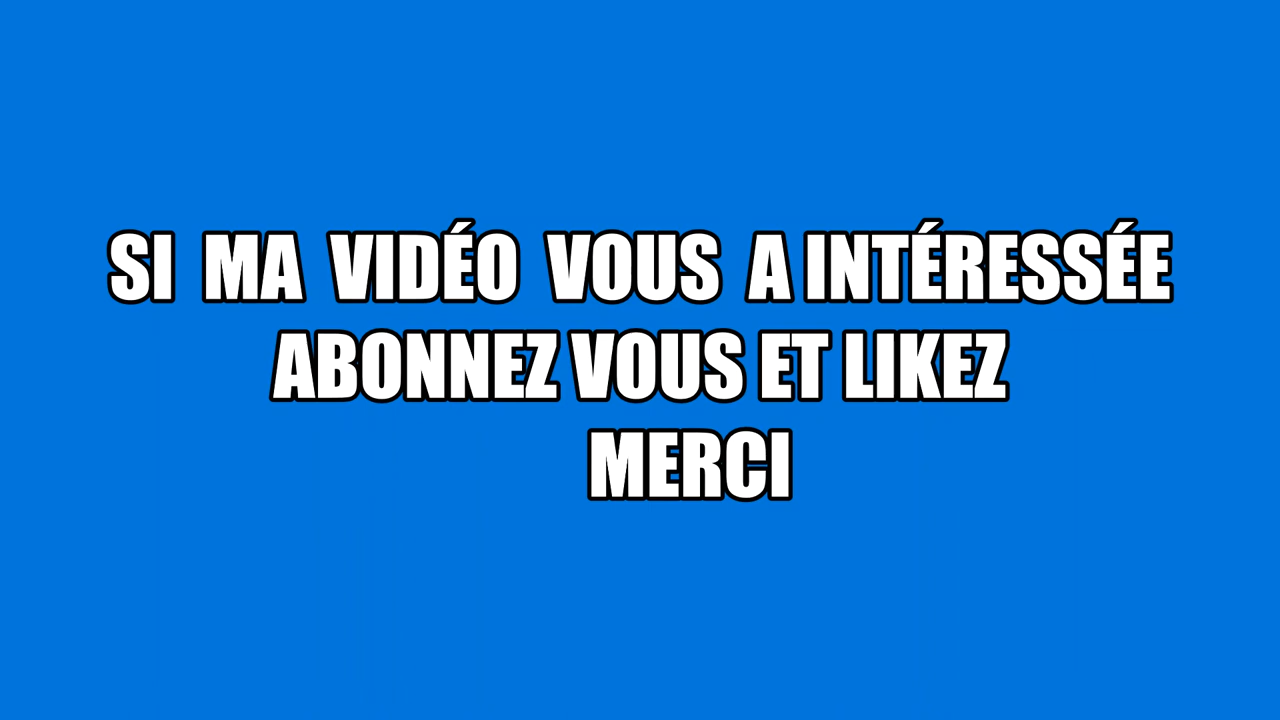 SI MA VIDÉO VOUS A INTÉRESSÉE
ABONNEZ VOUS ET LIKEZ
MERCI